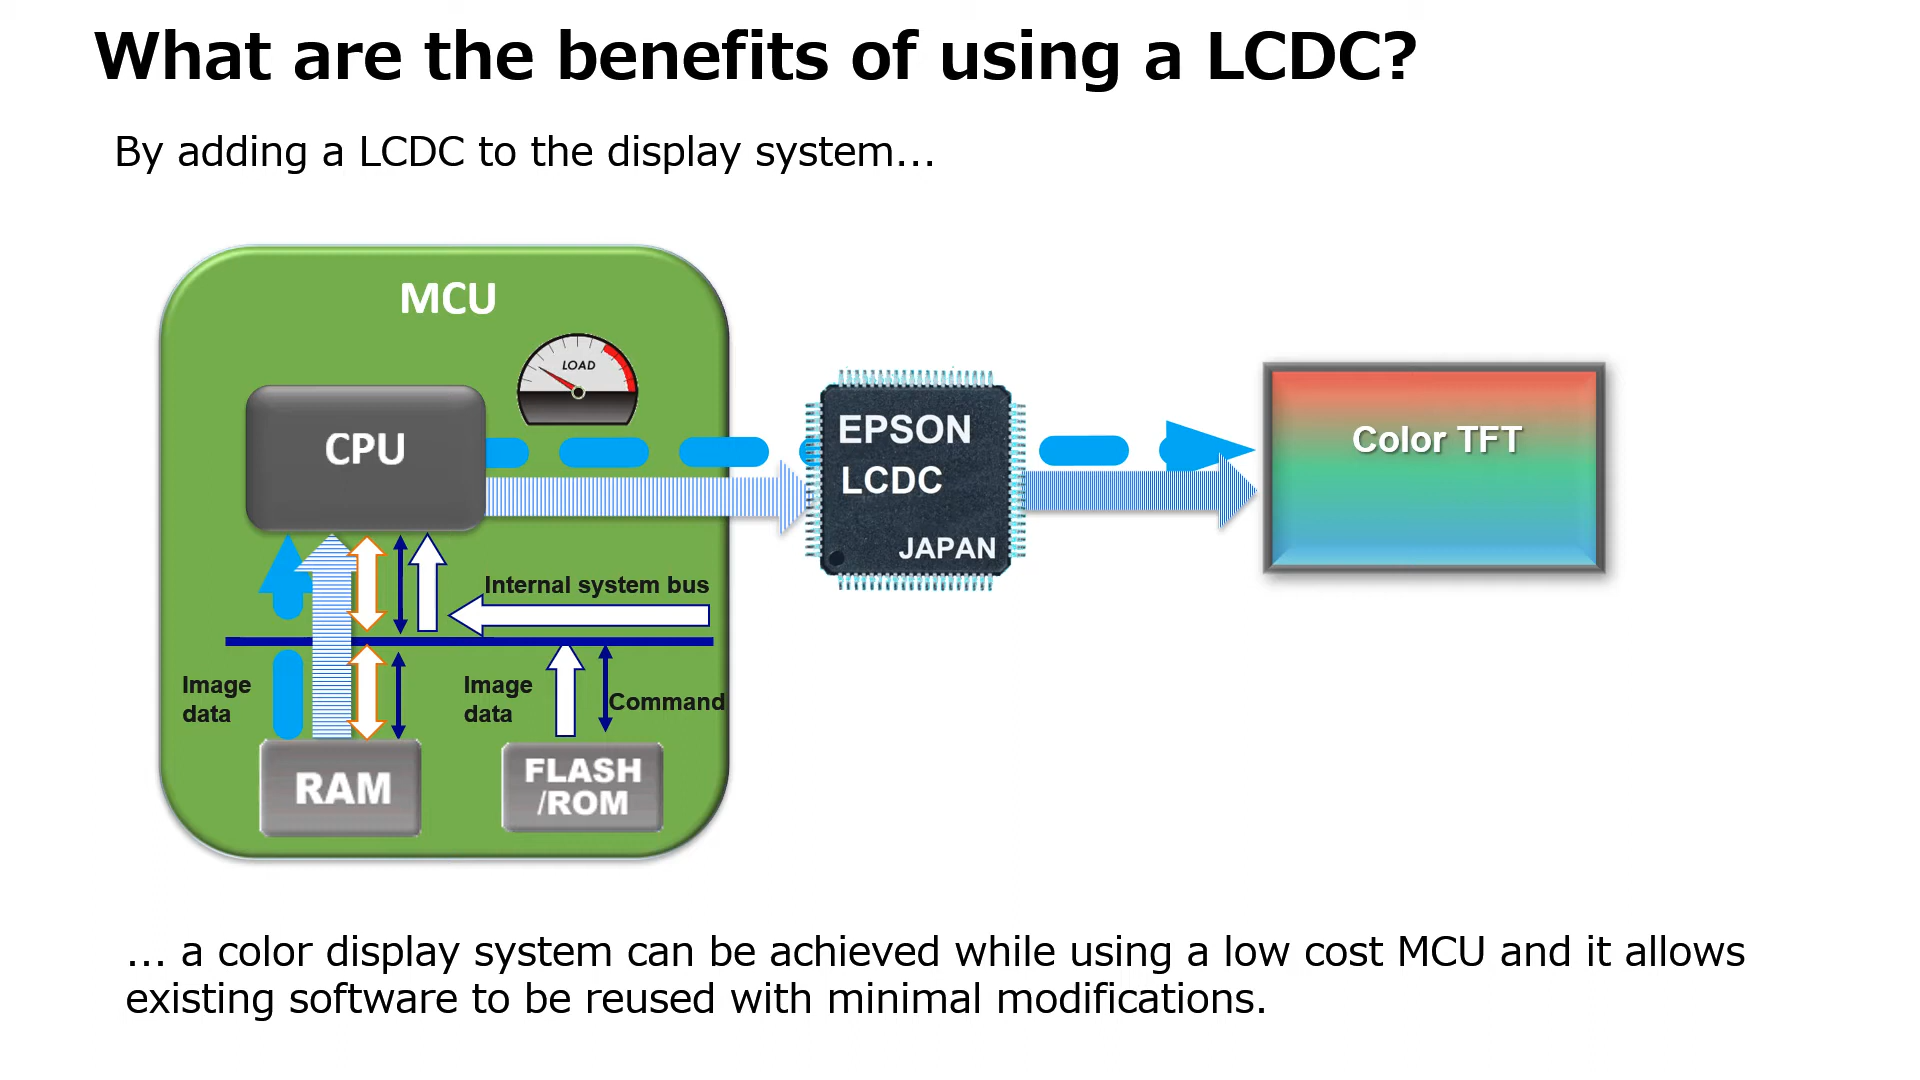 What are the benefits of using a LCDC?
By adding a LCDC to the display system...
MCU
LOAD
CPU
EPSON
LCDC
JAPAN
Color TFT
Internal system bus
Image
data
Image
data
Command
RAM
FLASH
/ROM
... a color display system can be achieved while using a low cost MCU and it allows
existing software to be reused with minimal modifications.